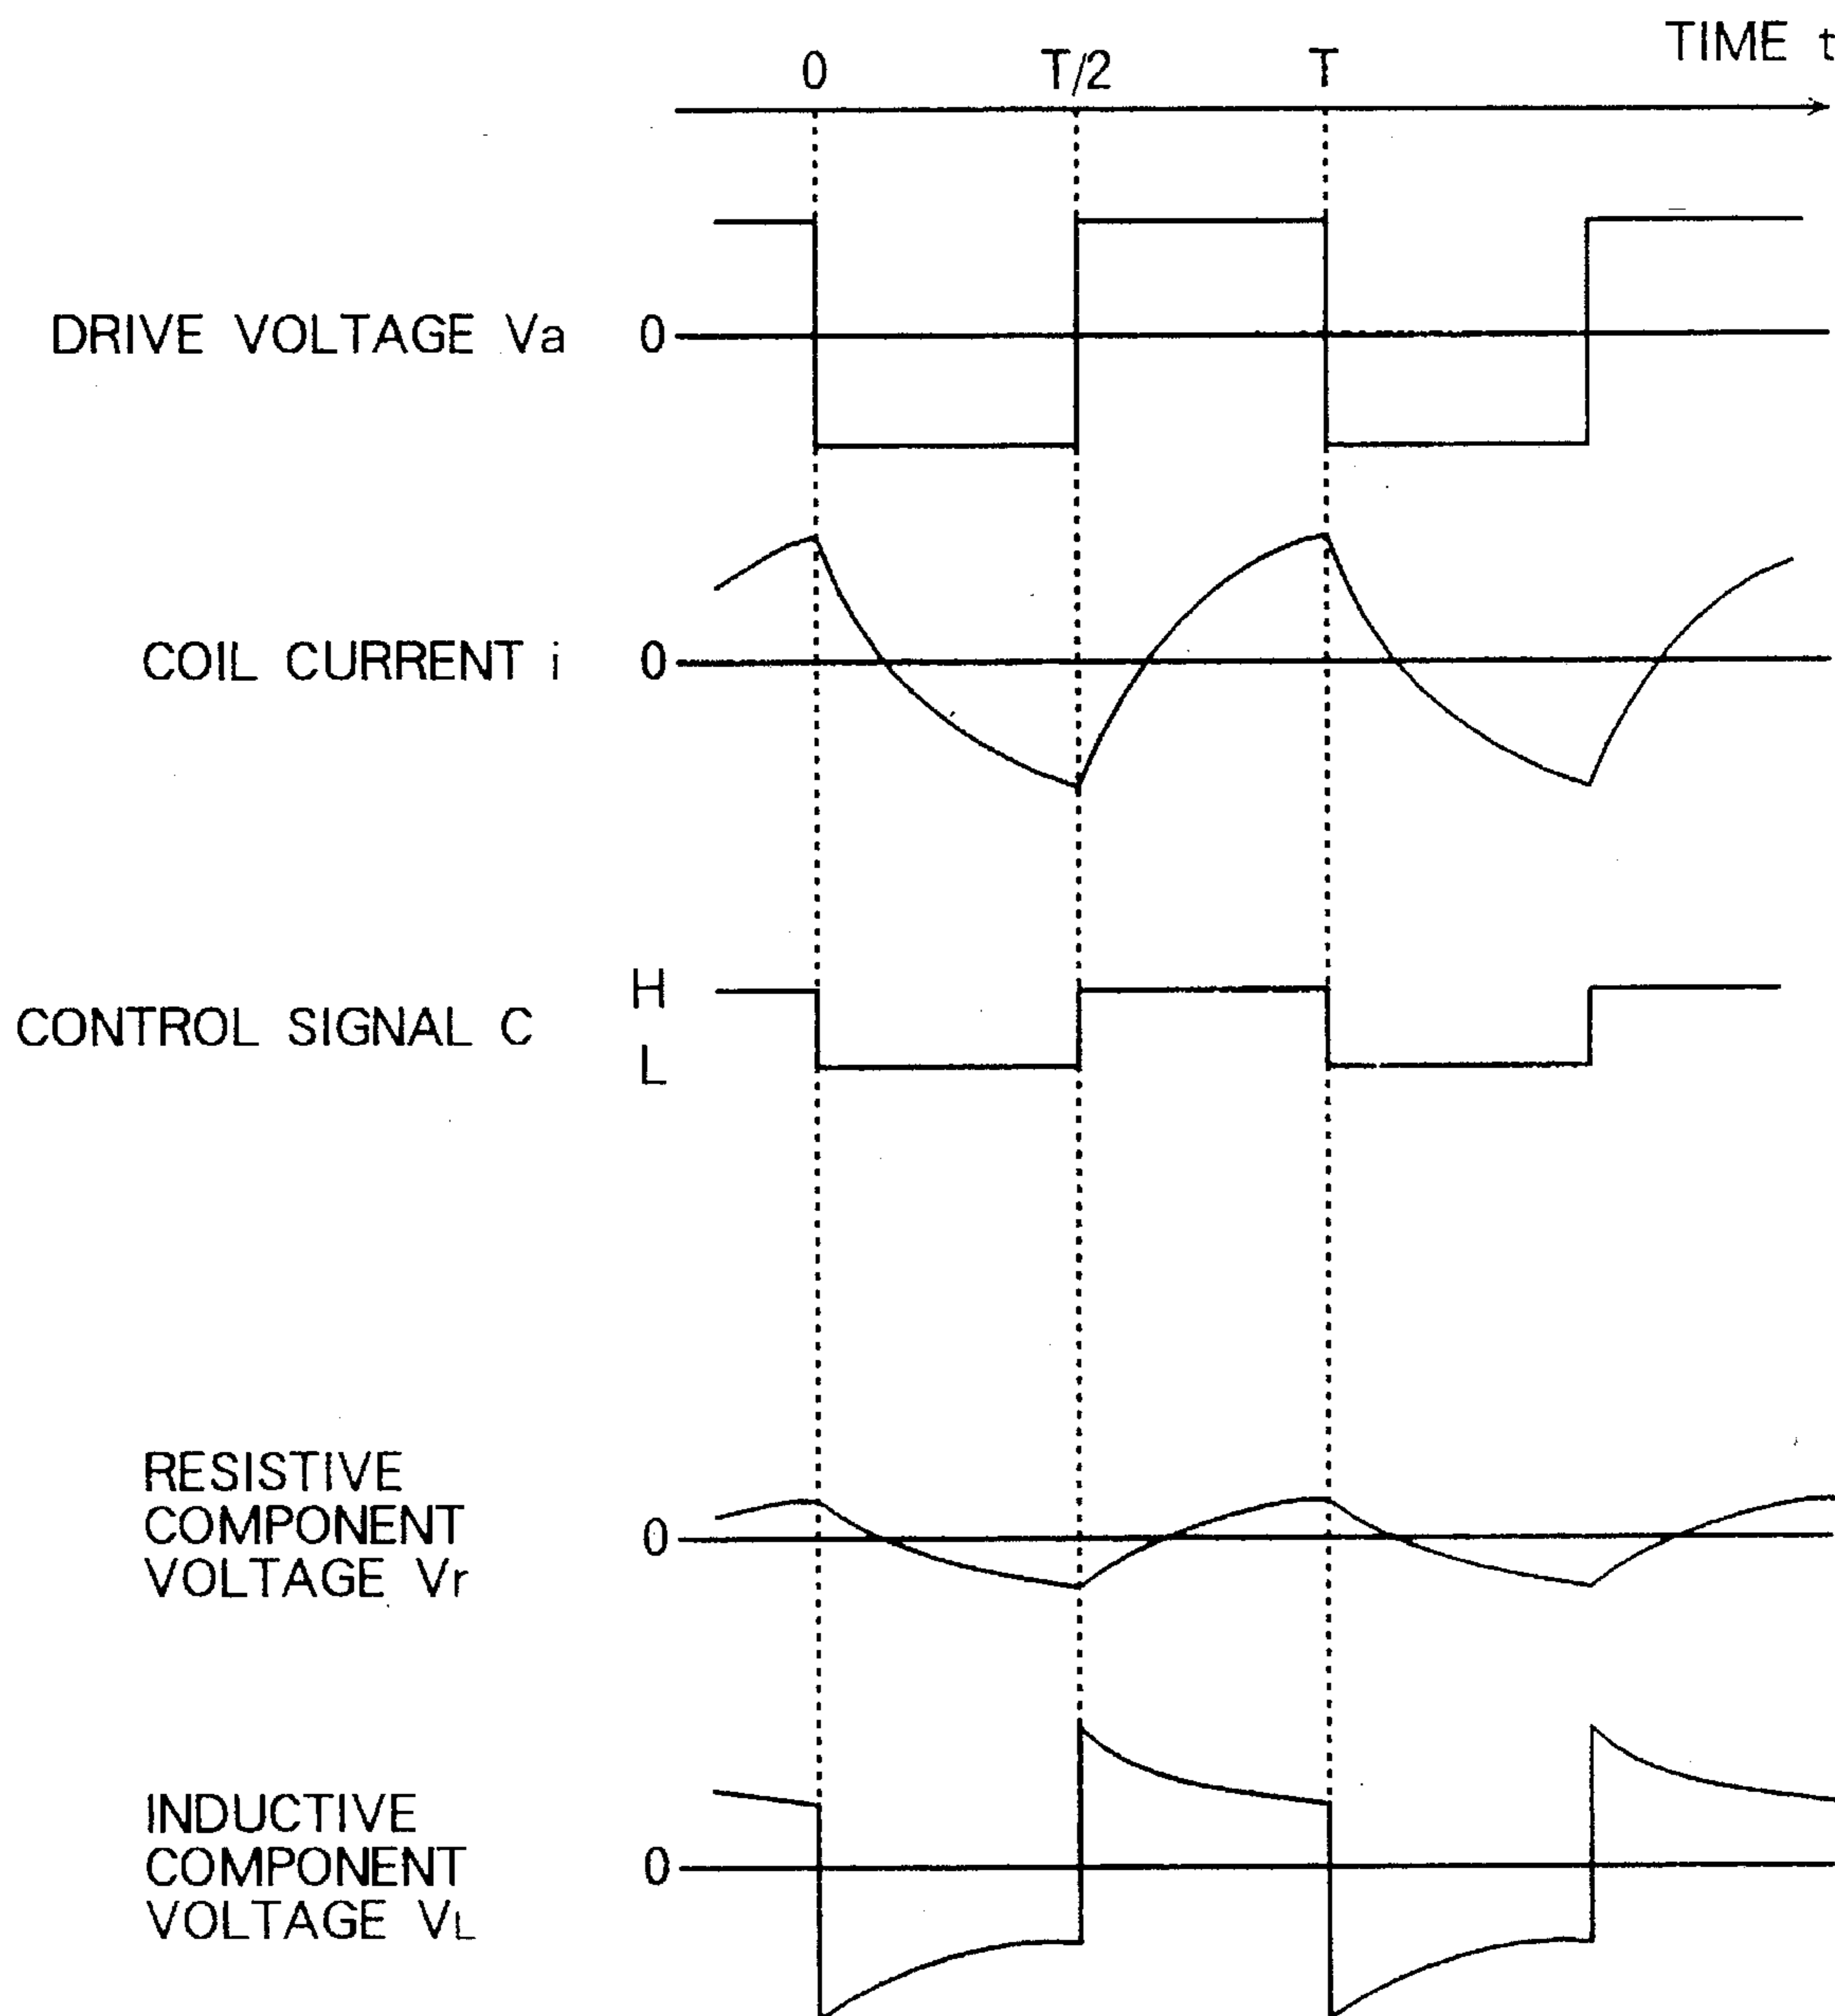 TIME t
0 T/2 T
DRIVE VOLTAGE Va 0
COIL CURRENT i 0
H
CONTROL SIGNAL C
L
RESISTIVE
COMPONENT
VOLTAGE Vr
0
INDUCTIVE
COMPONENT
VOLTAGE VL
0